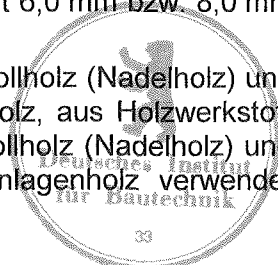 t 6,0 mm bzw. 8,0 mm
ollholz (Nadelholz) un
olz, aus Holzwerksto
ollholz (Nadelholz) un
Deutsches Institut
nlagenholz verwende
für Bautechnik
33